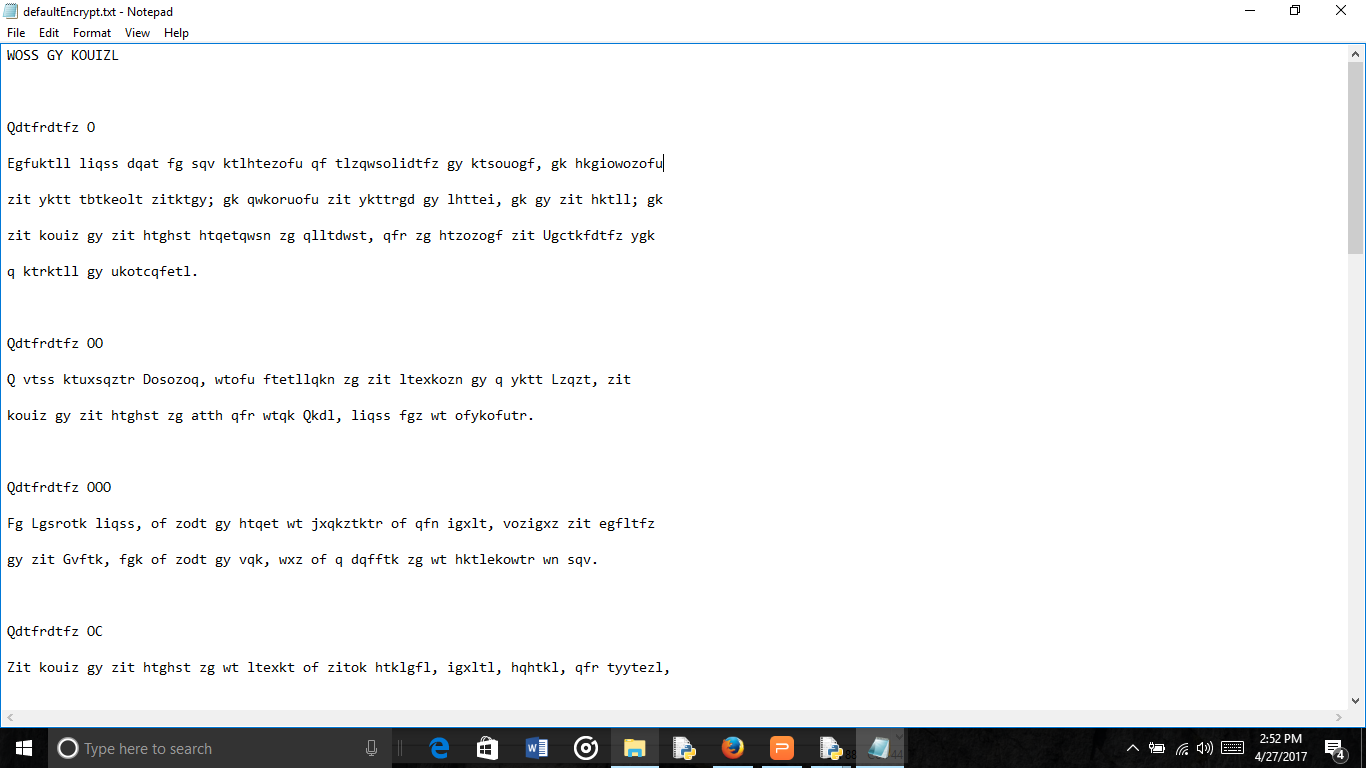 defaultEncrypt.txt - Notepad
File Edit Format View Help
WOSS GY KOUIZL
Qdtfrdtfz O
Egfuktll liqss dqat fg sqv ktlhtezofu qf tlzqwsolidtfz gy ktsouogf, gk hkgiowozofu
zit yktt tbtkeolt zitktgy; gk qwkoruofu zit ykttrgd gy lhttei, gk gy zit hktll; gk
zit kouiz gy zit htghst htqetqwsn zg qlltdwst, qfr zg htzozogf zit Ugctkfdtfz ygk
q ktrktll gy ukotcqfetl.
Qdtfrdtfz OO
Q vtss ktuxsqztr Dosozoq, wtofu ftetllqkn zg zit ltexkozn gy q yktt Lzqzt, zit
kouiz gy zit htghst zg atth qfr wtqk Qkdl, liqss fgz wt ofykofutr.
Qdtfrdtfz OOO
Fg Lgsrotk liqss, of zodt gy htqet wt jxqkztktr of qfn igxlt, vozigxz zit egfltfz
gy zit Gvftk, fgk of zodt gy vqk, wxz of q dqfftk zg wt hktlekowtr wn sqv.
Qdtfrdtfz OC
Zit kouiz gy zit htghst zg wt ltexkt of zitok htklgfl, igxltl, hqhtkl, qfr tyytezl,
Type here to search
2:52 PM
4/27/2017
4